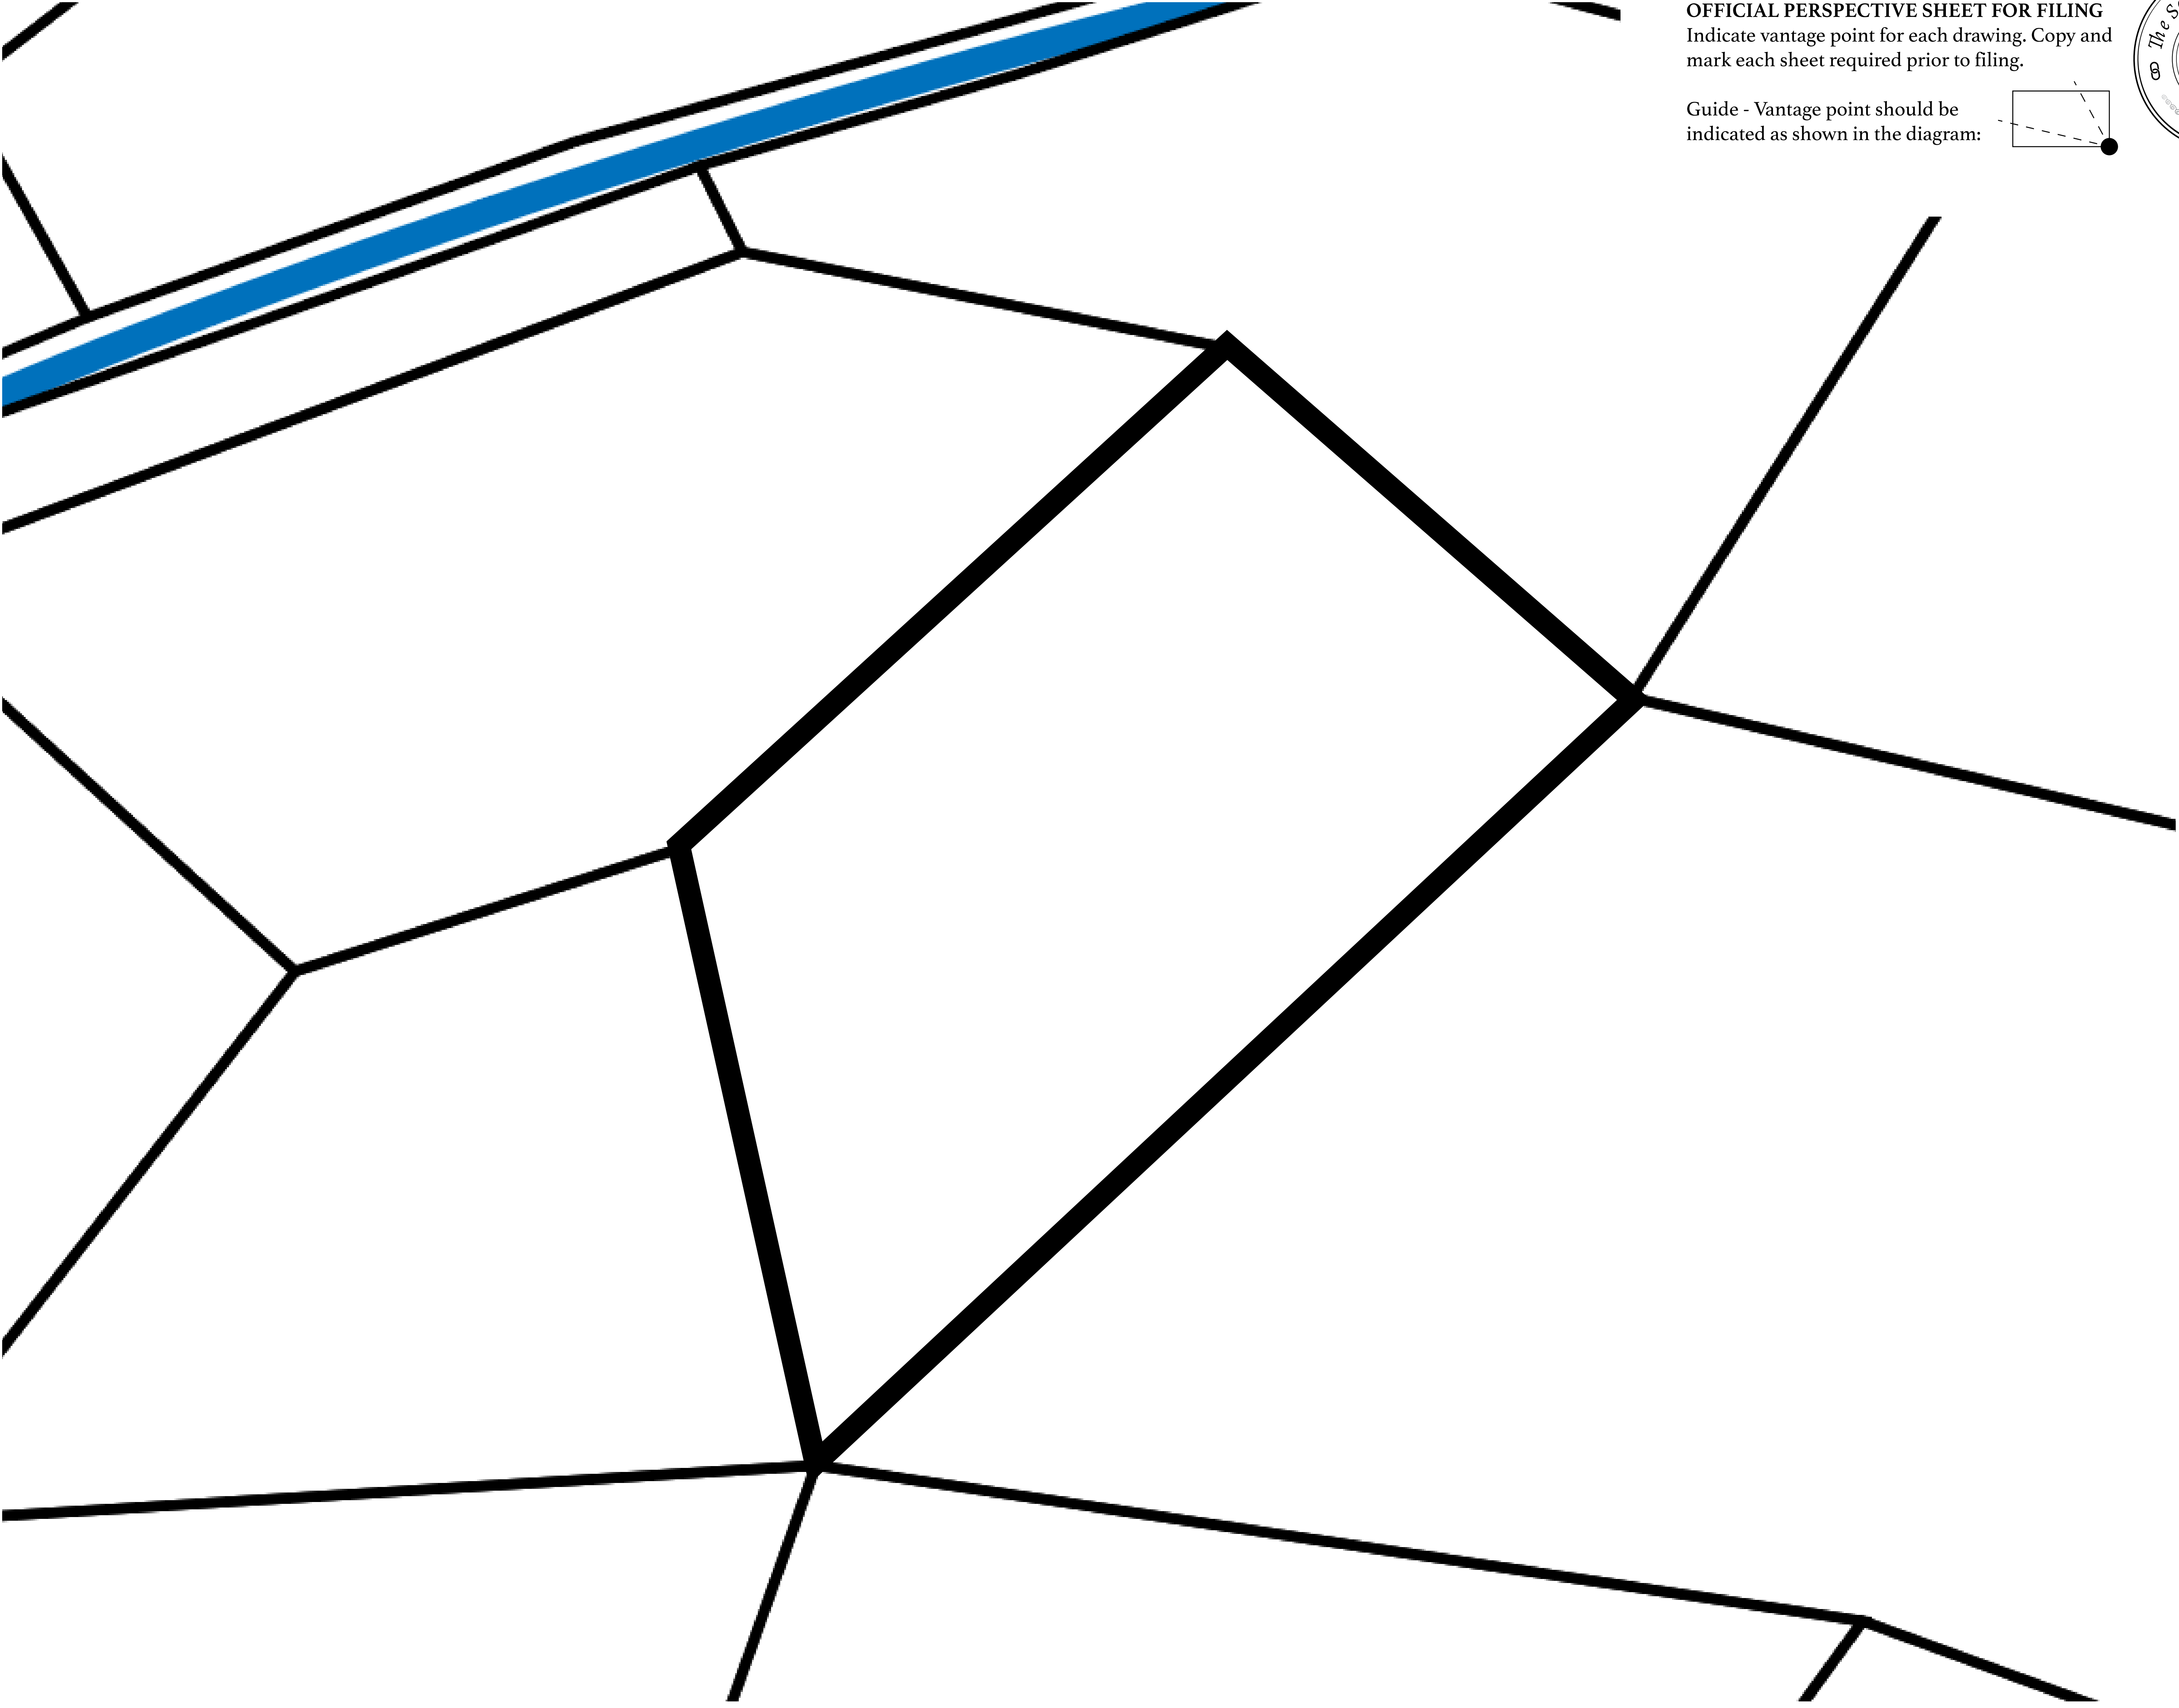 OFFICIAL PERSPECTIVE SHEET FOR FILING
Indicate vantage point for each drawing. Copy and
mark each sheet required prior to filing.
Guide - Vantage point should be
indicated as shown in the diagram:
The